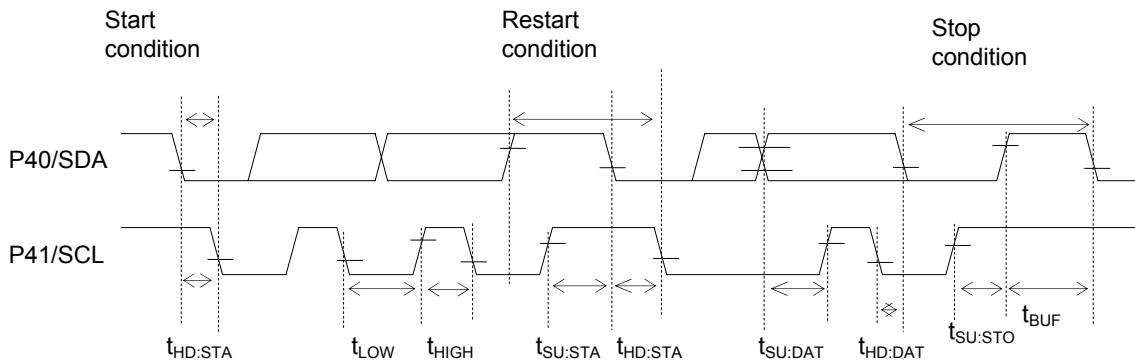 Start
condition
Restart
condition
Stop
condition
P40/SDA
P41/SCL
tHD:STA
tLOW
tHIGH
tSU:STA
tHD:STA
tSU:DAT
tHD:DAT
tSU:STO
tBUF